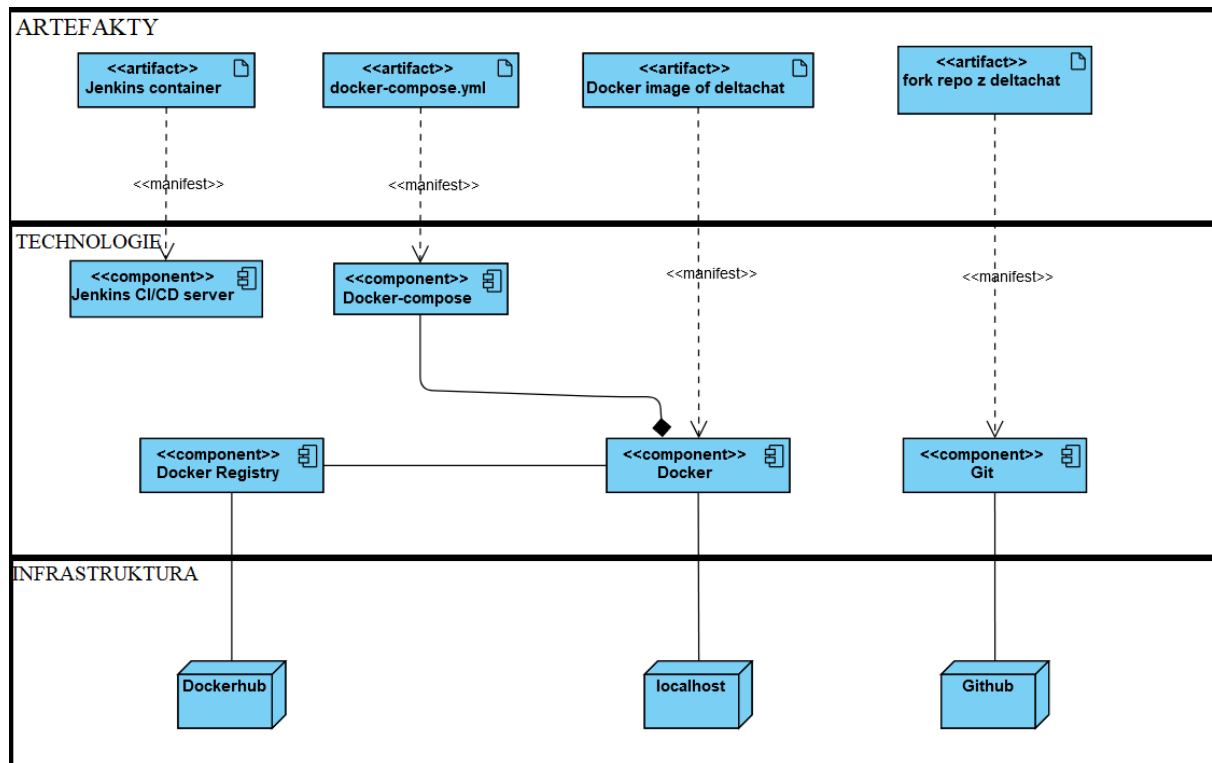 ARTEFAKTY
<<artifact>>
Jenkins container
<<artifact>>
docker-compose.yml
<<artifact>>
Docker image of deltachat
<<artifact>>
fork repo z deltachat
<<manifest>>
<<manifest>>
TECHNOLOGIE
<<component>>
Jenkins CI/CD server
<<component>>
Docker-compose
<<manifest>>
<<manifest>>
<<component>>
Docker Registry
<<component>>
Docker
<<component>>
Git
INFRASTRUKTURA
Dockerhub
localhost
Github